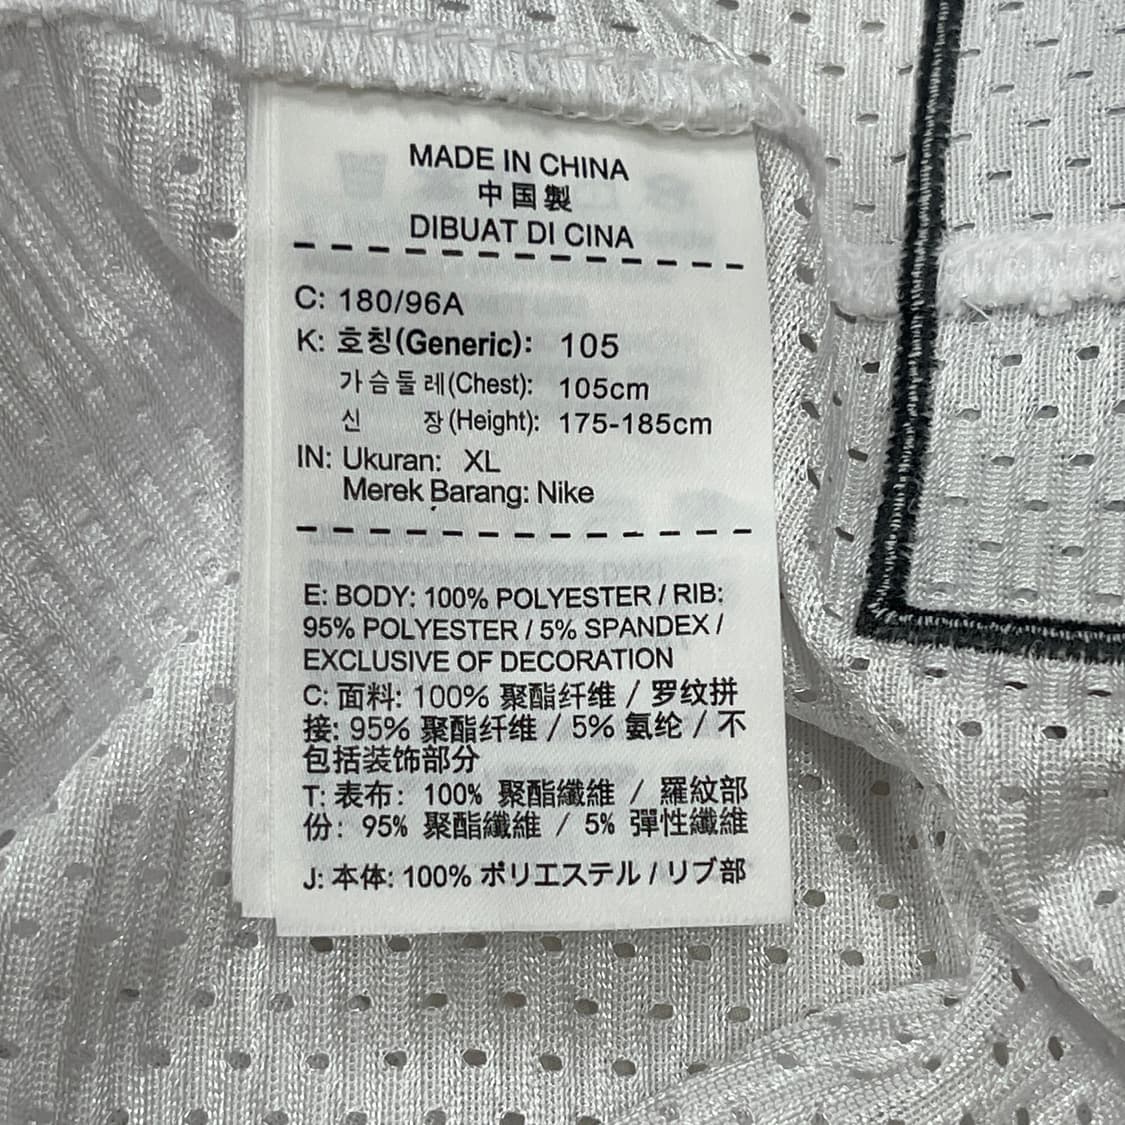 MADE IN CHINA
中国製
DIBUAT DI CINA
C: 180/96A
K: 호칭(Generic): 105
가슴둘레(Chest): 105cm
신 장(Height): 175-185cm
IN: Ukuran: XL
Merek Barang: Nike
E: BODY: 100% POLYESTER / RIB:
95% POLYESTER / 5% SPANDEX /
EXCLUSIVE OF DECORATION
C: 面料: 100% 聚酯纤维 / 罗纹拼
接: 95% 聚酯纤维 / 5% 氨纶 / 不
包括装饰部分
T: 表布: 100% 聚酯纖維 / 羅紋部
份: 95% 聚酯纖維 / 5% 彈性纖維
J: 本体: 100% ポリエステル / リブ部